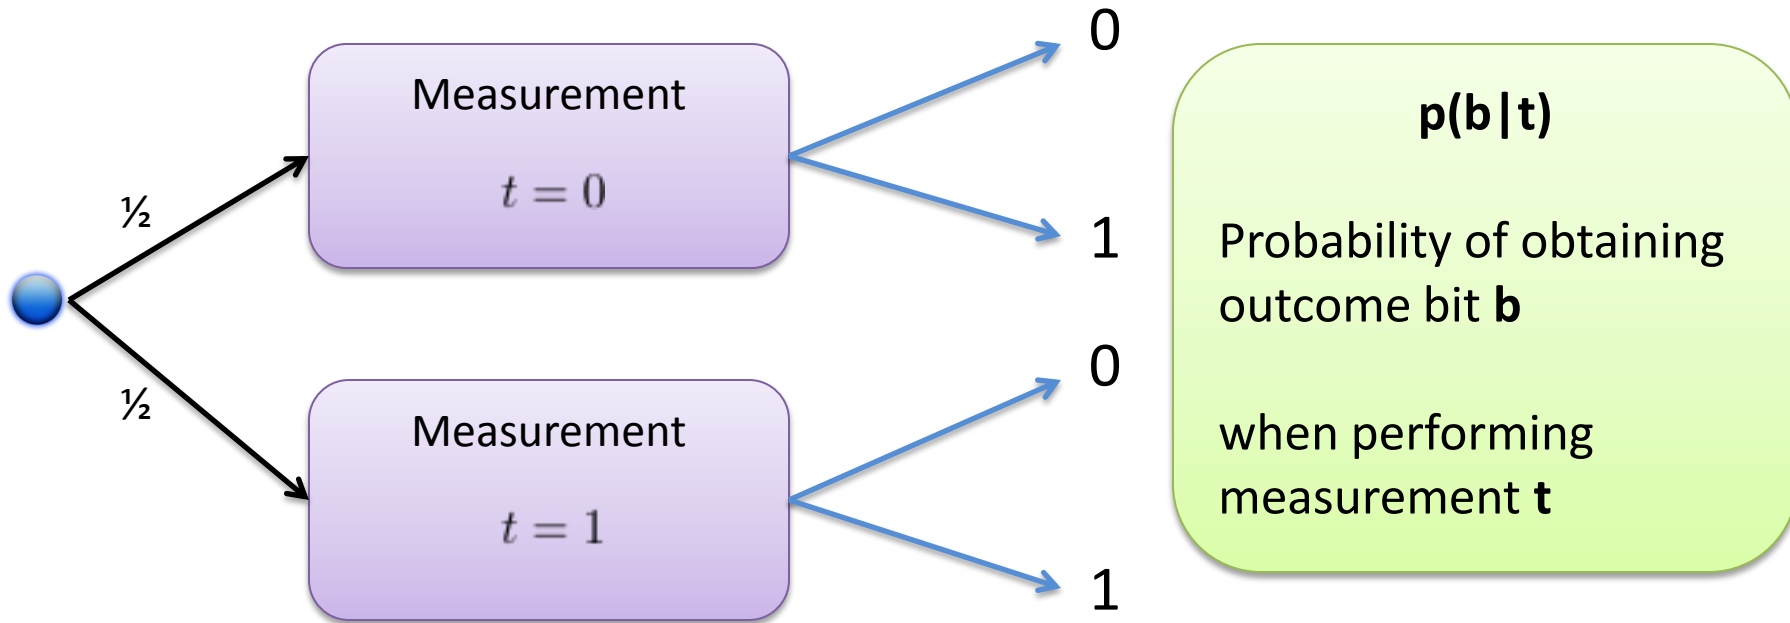 ½
½
Measurement
t = 0
Measurement
t = 1
0
1
0
1
p(b|t)
Probability of obtaining
outcome bit b
when performing
measurement t